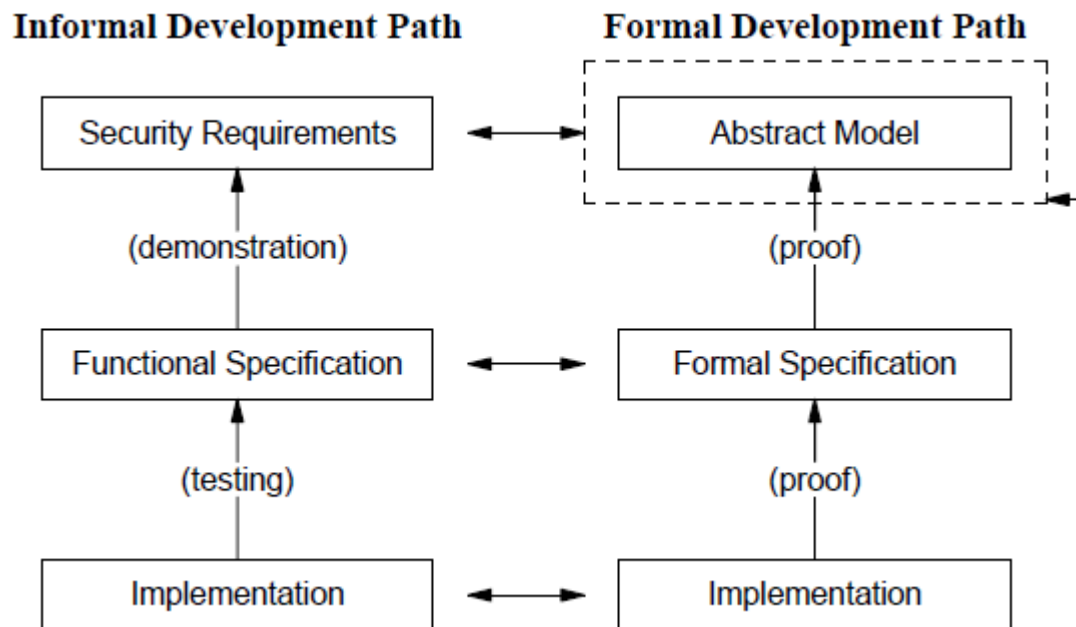 Informal Development Path
Formal Development Path
Security Requirements
Abstract Model
(demonstration)
(proof)
Functional Specification
Formal Specification
(testing)
(proof)
Implementation
Implementation